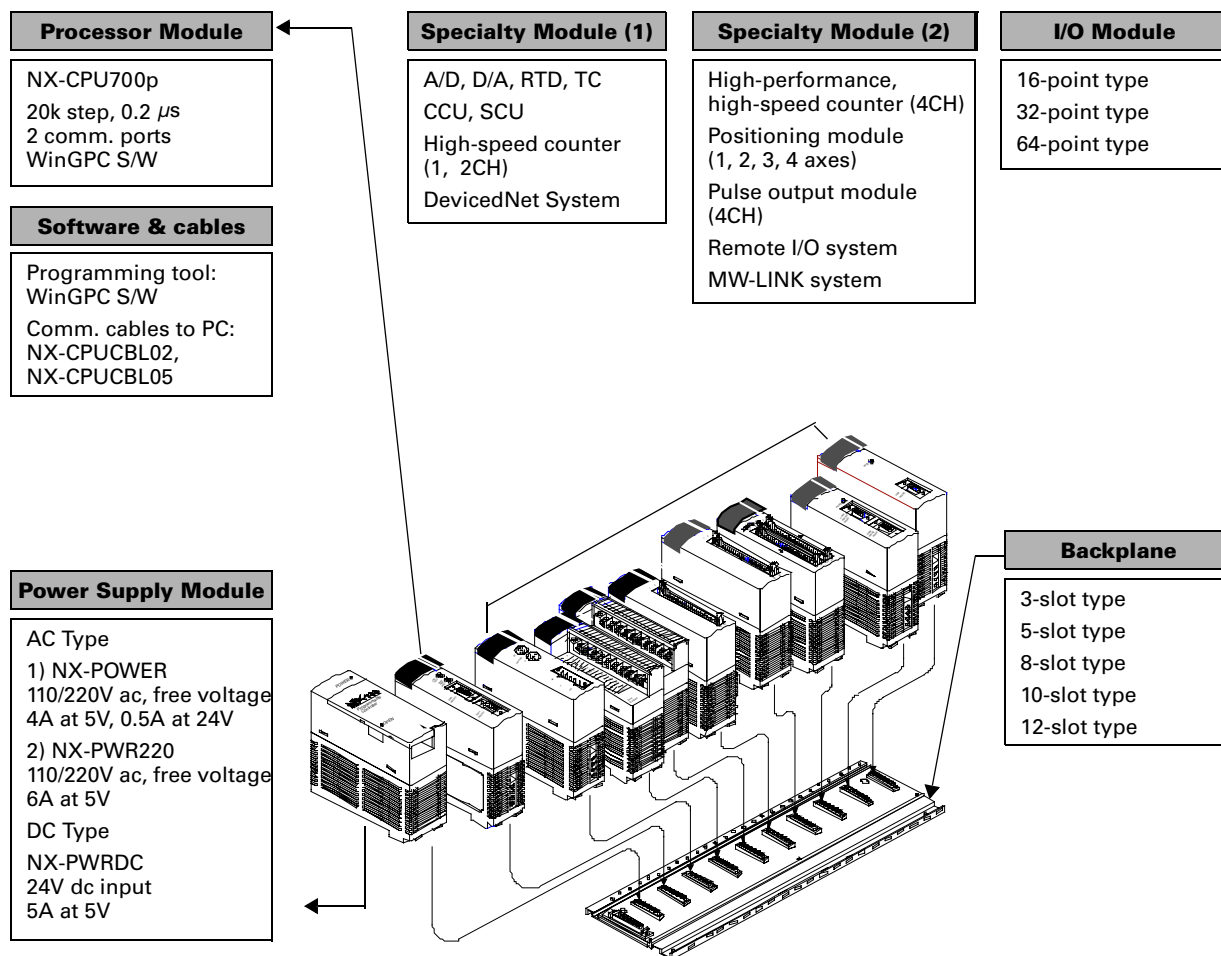 Processor Module
NX-CPU700p
20k step, 0.2 µs
2 comm. ports
WinGPC S/W
Software & cables
Programming tool:
WinGPC S/W
Comm. cables to PC:
NX-CPUCBL02,
NX-CPUCBL05
Power Supply Module
AC Type
1) NX-POWER
110/220V ac, free voltage
4A at 5V, 0.5A at 24V
2) NX-PWR220
110/220V ac, free voltage
6A at 5V
DC Type
NX-PWRDC
24V dc input
5A at 5V
Specialty Module (1)
A/D, D/A, RTD, TC
CCU, SCU
High-speed counter
(1, 2CH)
DevicedNet System
Specialty Module (2)
High-performance,
high-speed counter (4CH)
Positioning module
(1, 2, 3, 4 axes)
Pulse output module
(4CH)
Remote I/O system
MW-LINK system
I/O Module
16-point type
32-point type
64-point type
Backplane
3-slot type
5-slot type
8-slot type
10-slot type
12-slot type